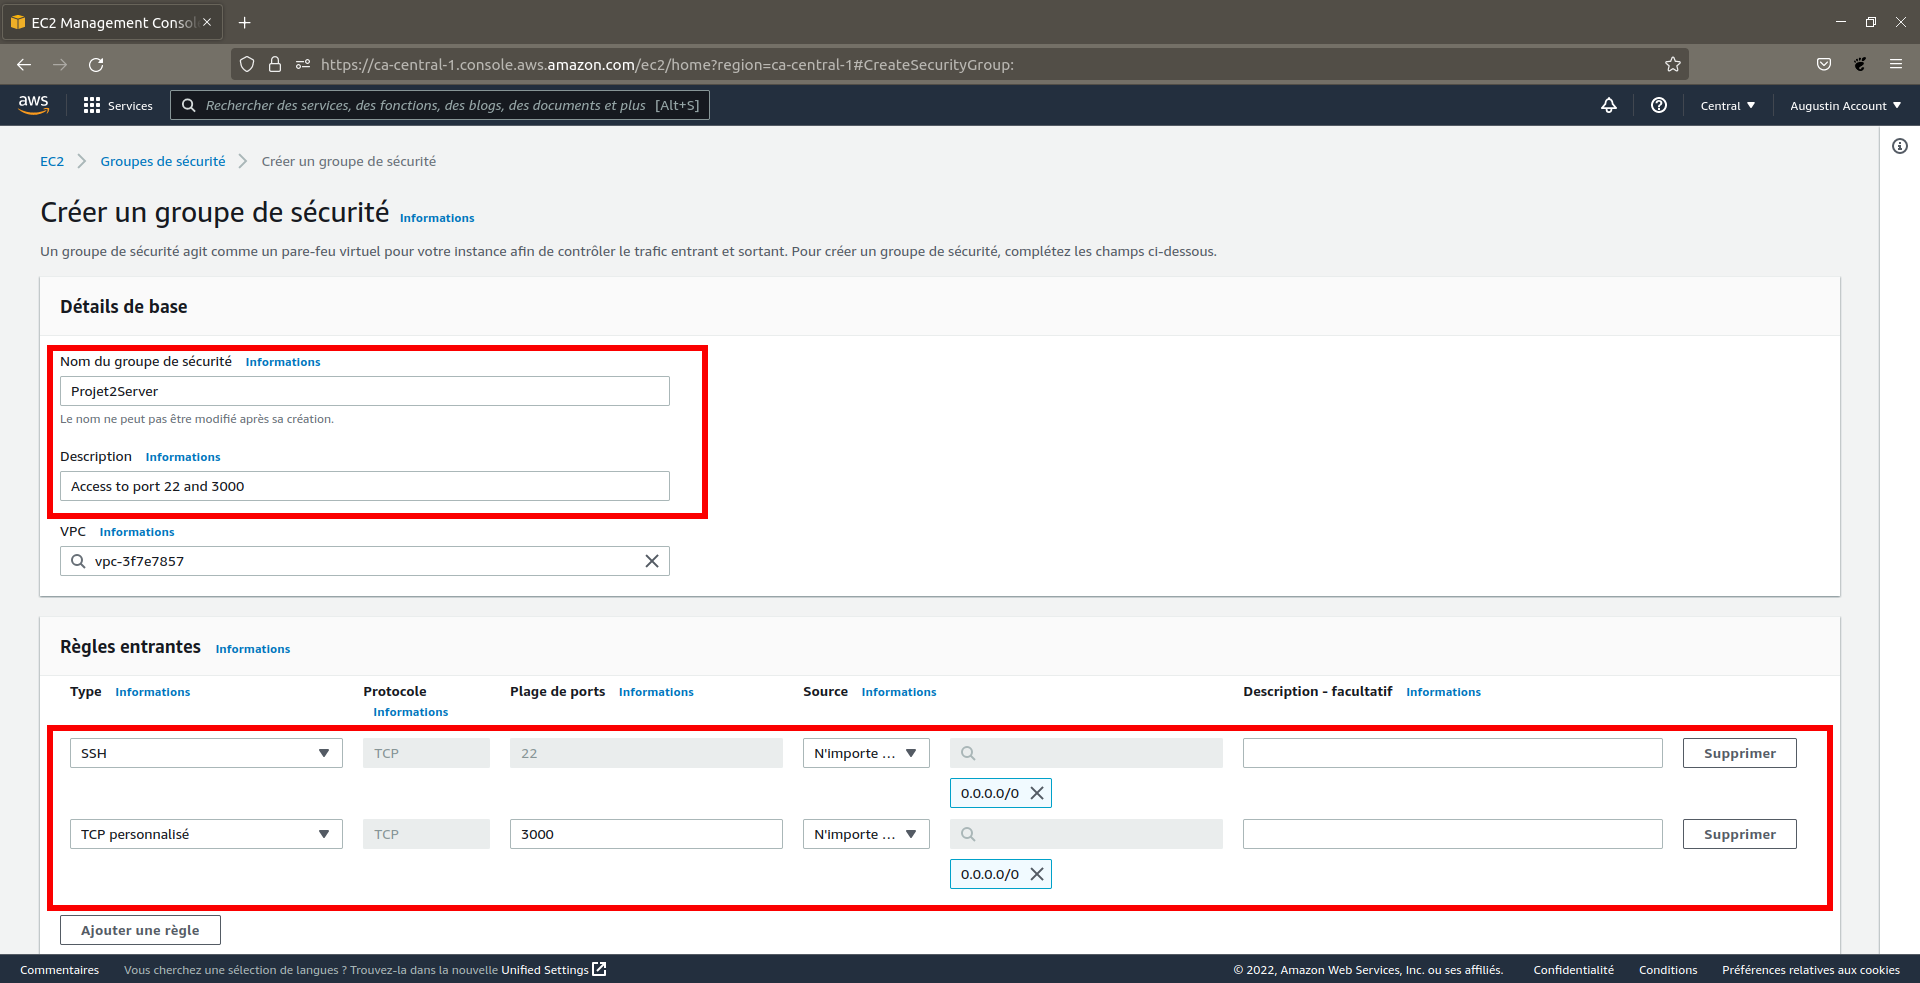 EC2 Management Conso
https://ca-central-1.console.aws.amazon.com/ec2/home?region=ca-central-1#CreateSecurityGroup:
aws Services Rechercher des services, des fonctions, des blogs, des documents et plus [Alt+S] Central Augustin Account
EC2 Groupes de sécurité Créer un groupe de sécurité
Créer un groupe de sécurité Informations
Un groupe de sécurité agit comme un pare-feu virtuel pour votre instance afin de contrôler le trafic entrant et sortant. Pour créer un groupe de sécurité, complétez les champs ci-dessous.
Détails de base
Nom du groupe de sécurité Informations
Projet2Server
Le nom ne peut pas être modifié après sa création.
Description Informations
Access to port 22 and 3000
VPC Informations
vpc-3f7e7857
Règles entrantes Informations
Type Informations Protocole Plage de ports Informations Source Informations Description - facultatif Informations
Informations
SSH TCP 22 N'importe ... Supprimer
0.0.0.0/0
TCP personnalisé TCP 3000 N'importe ... Supprimer
0.0.0.0/0
Ajouter une règle
Commentaires Vous cherchez une sélection de langues ? Trouvez-la dans la nouvelle Unified Settings © 2022, Amazon Web Services, Inc. ou ses affiliés. Confidentialité Conditions Préférences relatives aux cookies